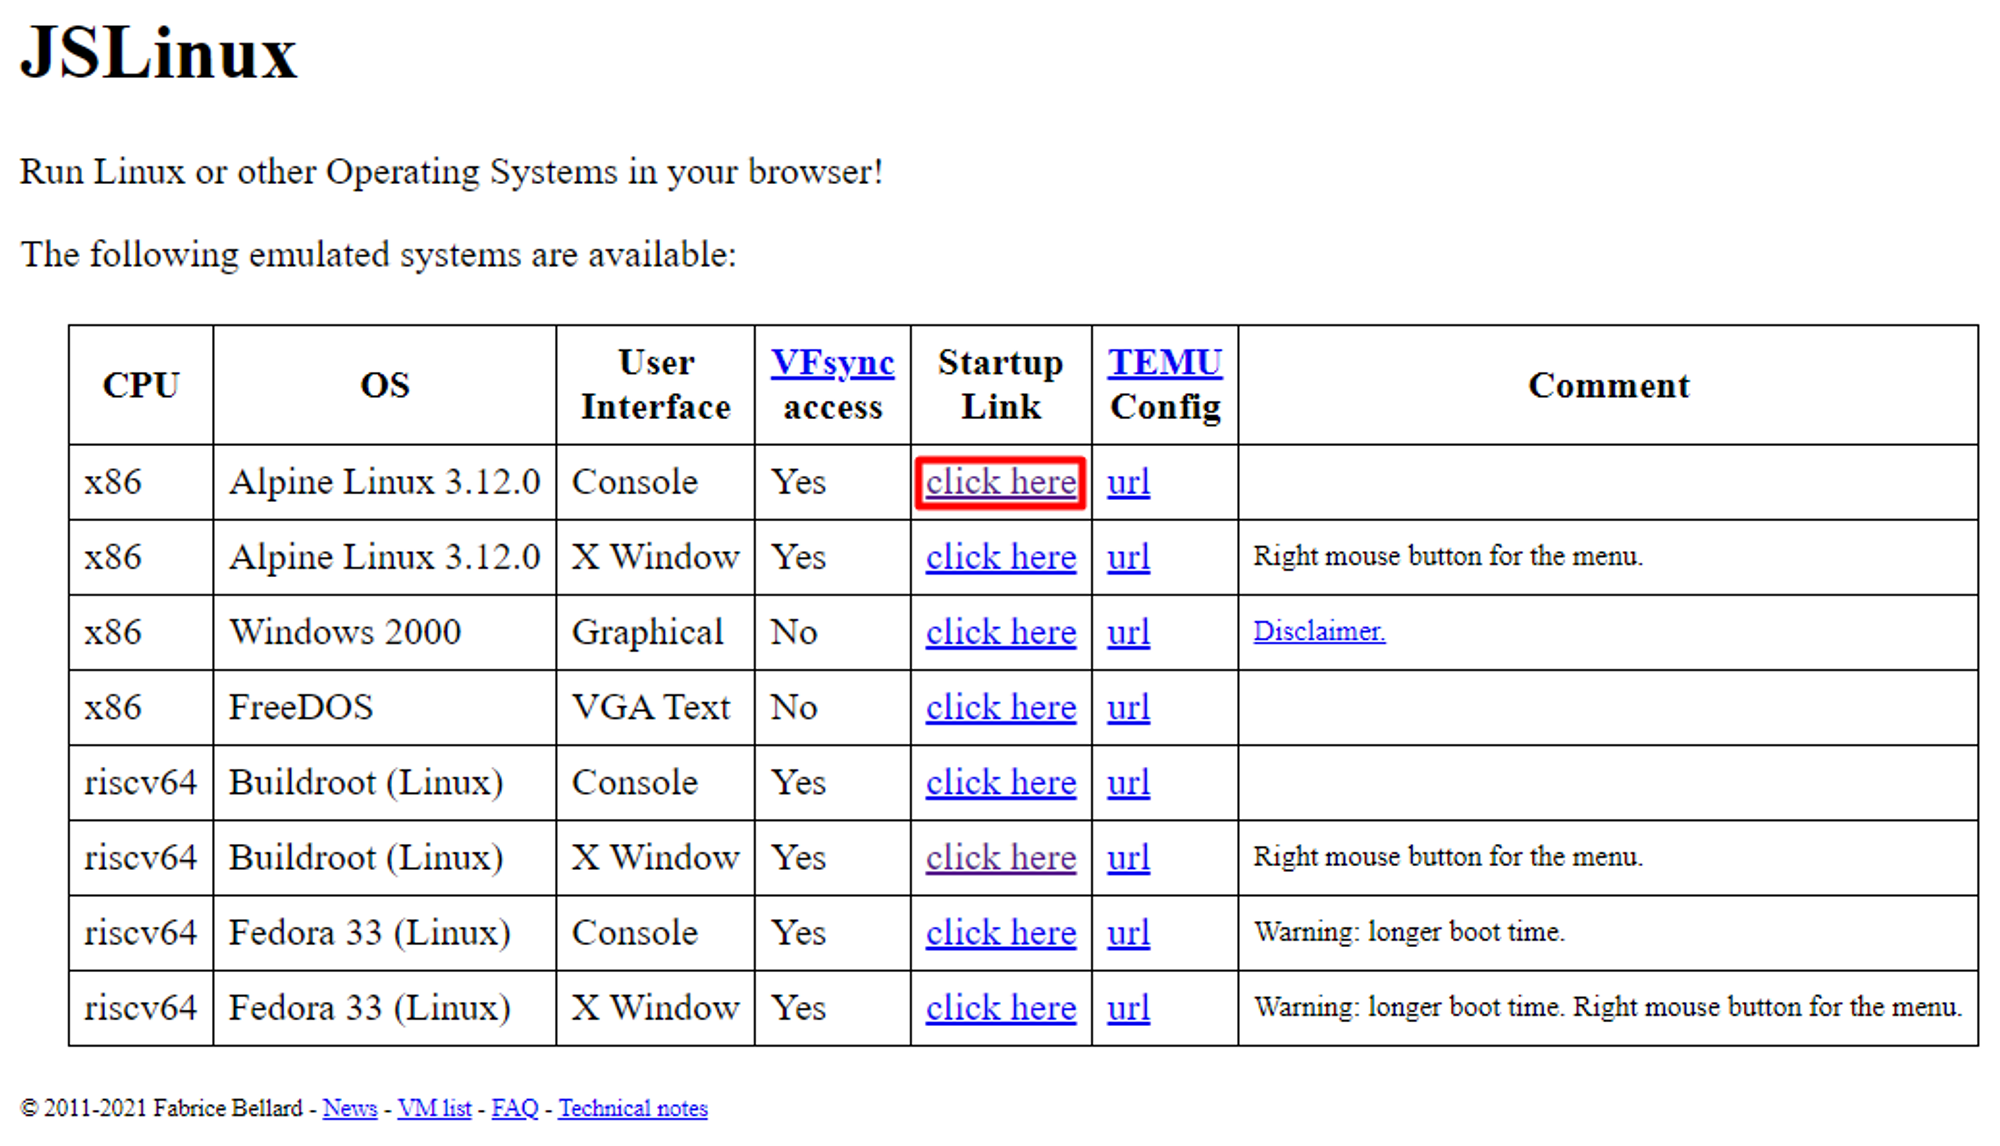 JSLinux
Run Linux or other Operating Systems in your browser!
The following emulated systems are available:
CPU OS User Interface VFsync access Startup Link TEMU Config Comment
x86 Alpine Linux 3.12.0 Console Yes click here url
x86 Alpine Linux 3.12.0 X Window Yes click here url Right mouse button for the menu.
x86 Windows 2000 Graphical No click here url Disclaimer.
x86 FreeDOS VGA Text No click here url
riscv64 Buildroot (Linux) Console Yes click here url
riscv64 Buildroot (Linux) X Window Yes click here url Right mouse button for the menu.
riscv64 Fedora 33 (Linux) Console Yes click here url Warning: longer boot time.
riscv64 Fedora 33 (Linux) X Window Yes click here url Warning: longer boot time. Right mouse button for the menu.
© 2011-2021 Fabrice Bellard - News - VM list - FAQ - Technical notes